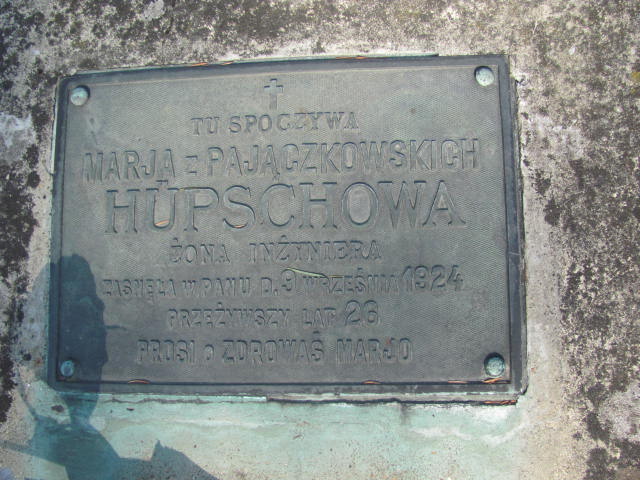 TU SPOCZYWA
MARJA z PAJĄCZKOWSKICH
HÜPSCHOWA
ŻONA INŻYNIERA
ZASNĘŁA W PANU D. 9 WRZEŚNIA 1924
PRZEŻYWSZY LAT 26
PROSI o ZDROWAŚ MARJO